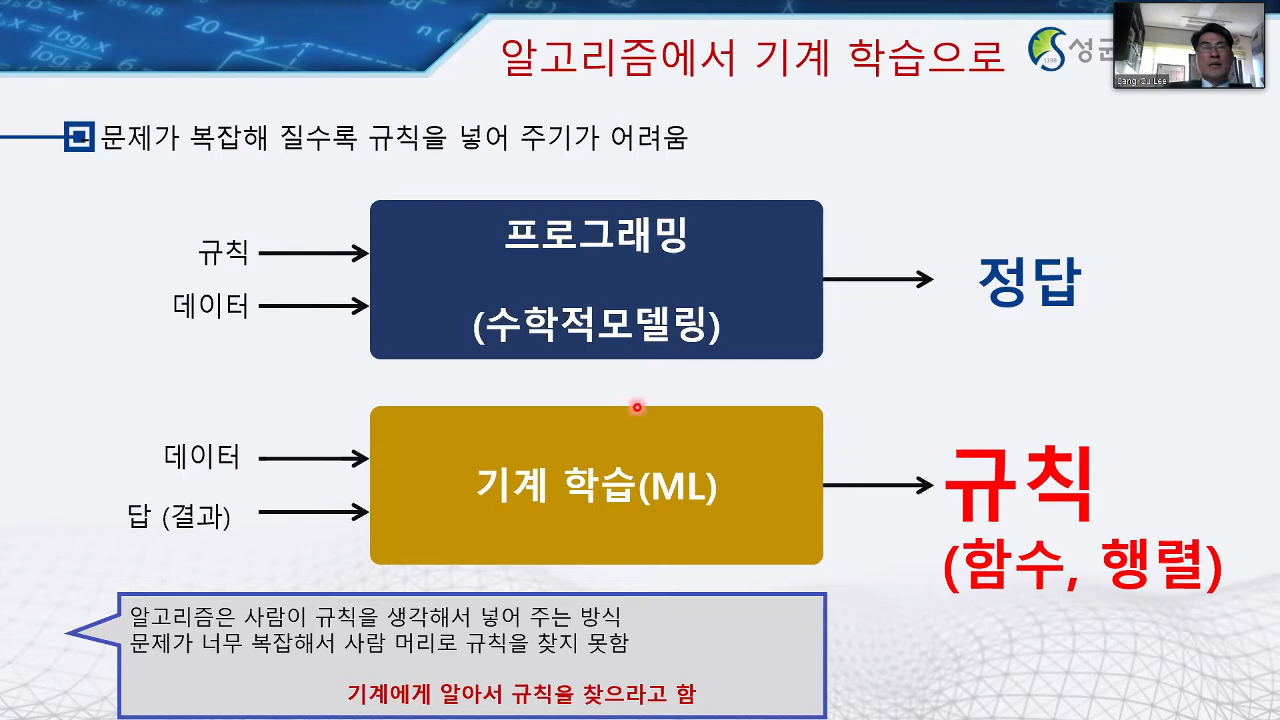 알고리즘에서 기계 학습으로
성균
1398
Sang-Gu Lee
문제가 복잡해 질수록 규칙을 넣어 주기가 어려움
규칙
데이터
프로그래밍
(수학적모델링)
정답
데이터
답 (결과)
기계 학습(ML)
규칙
(함수, 행렬)
알고리즘은 사람이 규칙을 생각해서 넣어 주는 방식
문제가 너무 복잡해서 사람 머리로 규칙을 찾지 못함
기계에게 알아서 규칙을 찾으라고 함